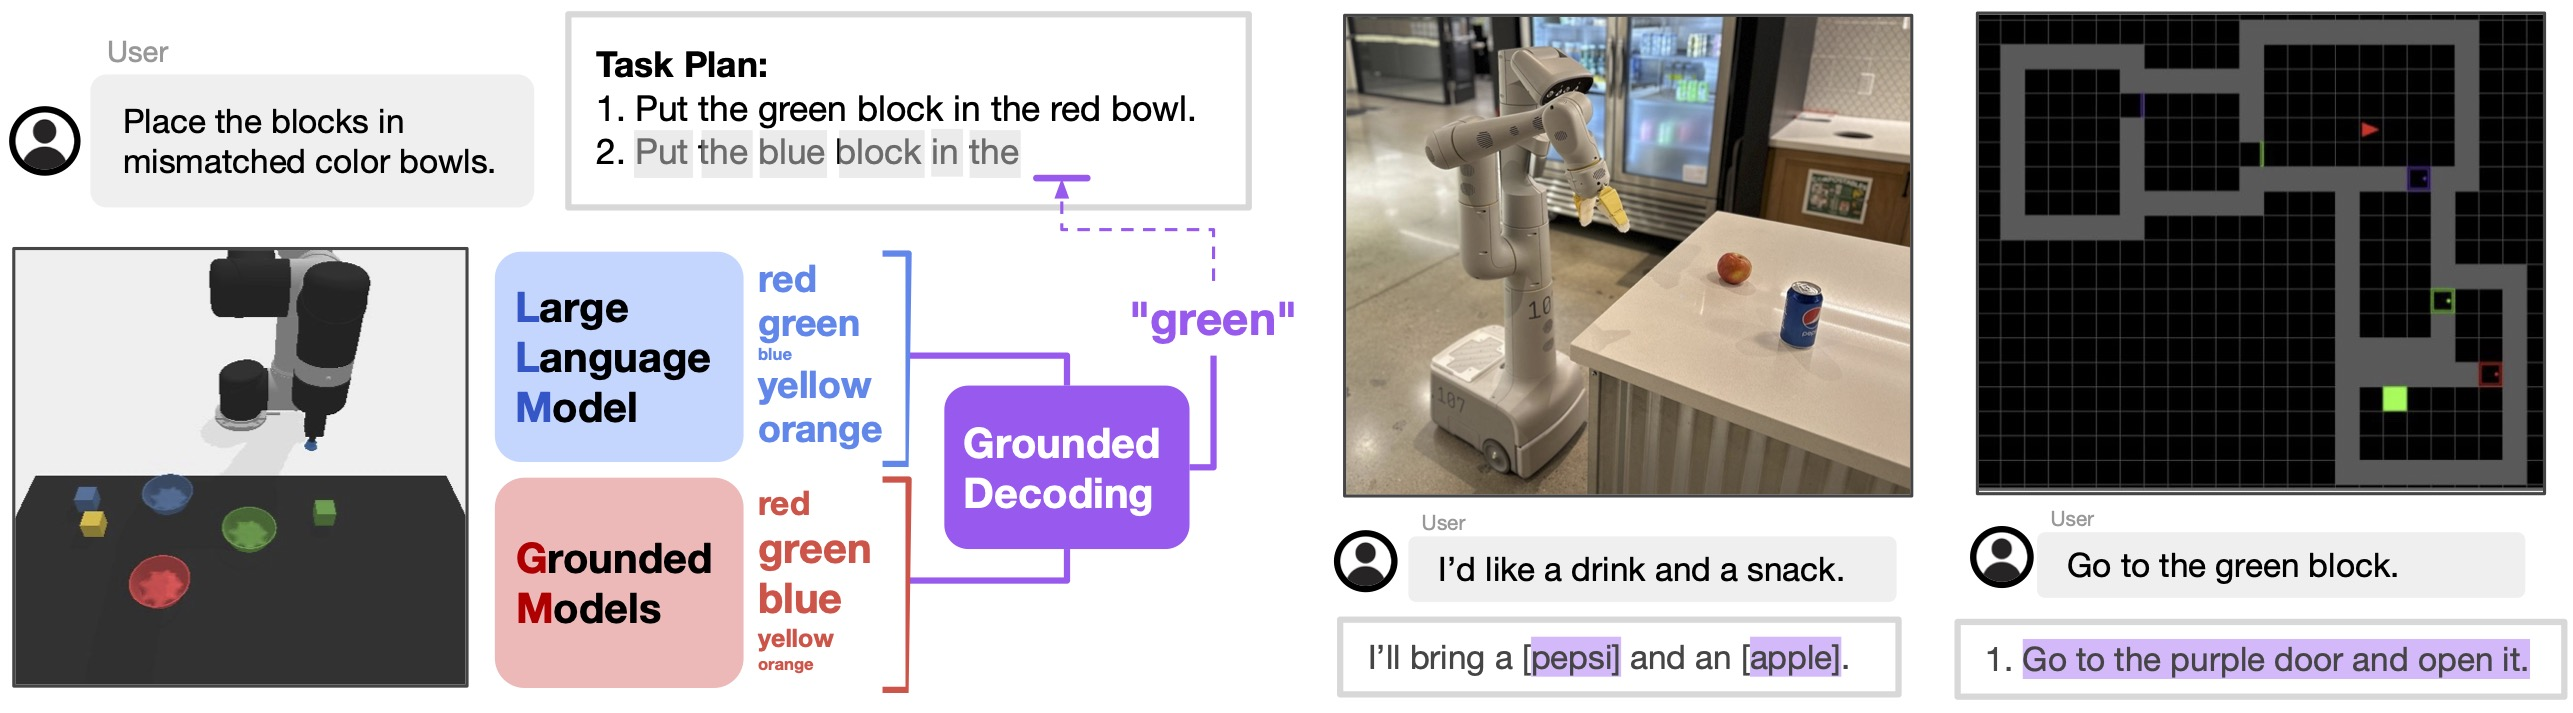 User
Place the blocks in
mismatched color bowls.
Task Plan:
1. Put the green block in the red bowl.
2. Put the blue block in the
Large
Language
Model
red
green
blue
yellow
orange
Grounded
Models
red
green
blue
yellow
orange
Grounded
Decoding
"green"
10
107
pepsi
User
I'd like a drink and a snack.
I'll bring a [pepsi] and an [apple].
User
Go to the green block.
1. Go to the purple door and open it.